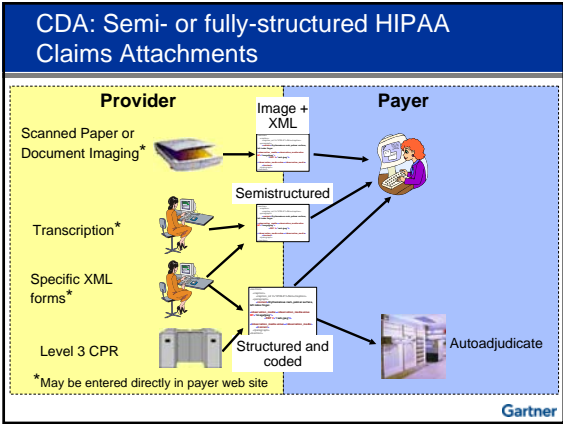 CDA: Semi- or fully-structured HIPAA
Claims Attachments
Provider
Payer
Image +
XML
Scanned Paper or
Document Imaging*
Semistructured
Transcription*
Specific XML
forms*
Structured and
coded
Level 3 CPR
Autoadjudicate
*May be entered directly in payer web site
Gartner